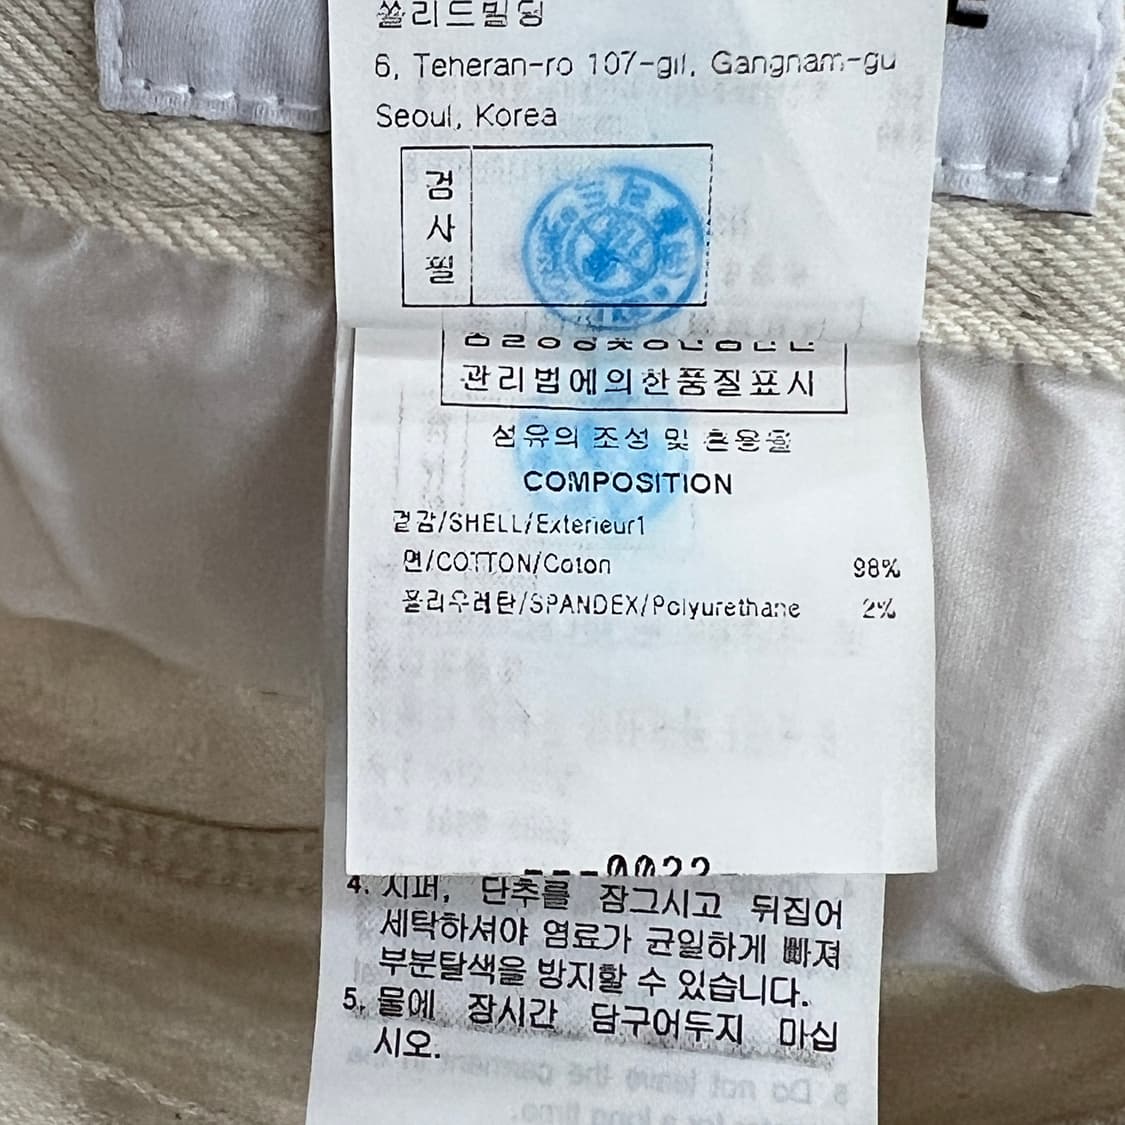 쏠리드빌딩
6, Teheran-ro 107-gil, Gangnam-gu
Seoul, Korea
검
사
필
관리법에의한품질표시
섬유의 조성 및 혼용율
COMPOSITION
겉감/SHELL/Exterieur1
면/COTTON/Coton 98%
폴리우레탄/SPANDEX/Polyurethane 2%
4. 지퍼, 단추를 잠그시고 뒤집어
세탁하셔야 염료가 균일하게 빠져
부분탈색을 방지할 수 있습니다.
5. 물에 장시간 담구어두지 마십
시오.